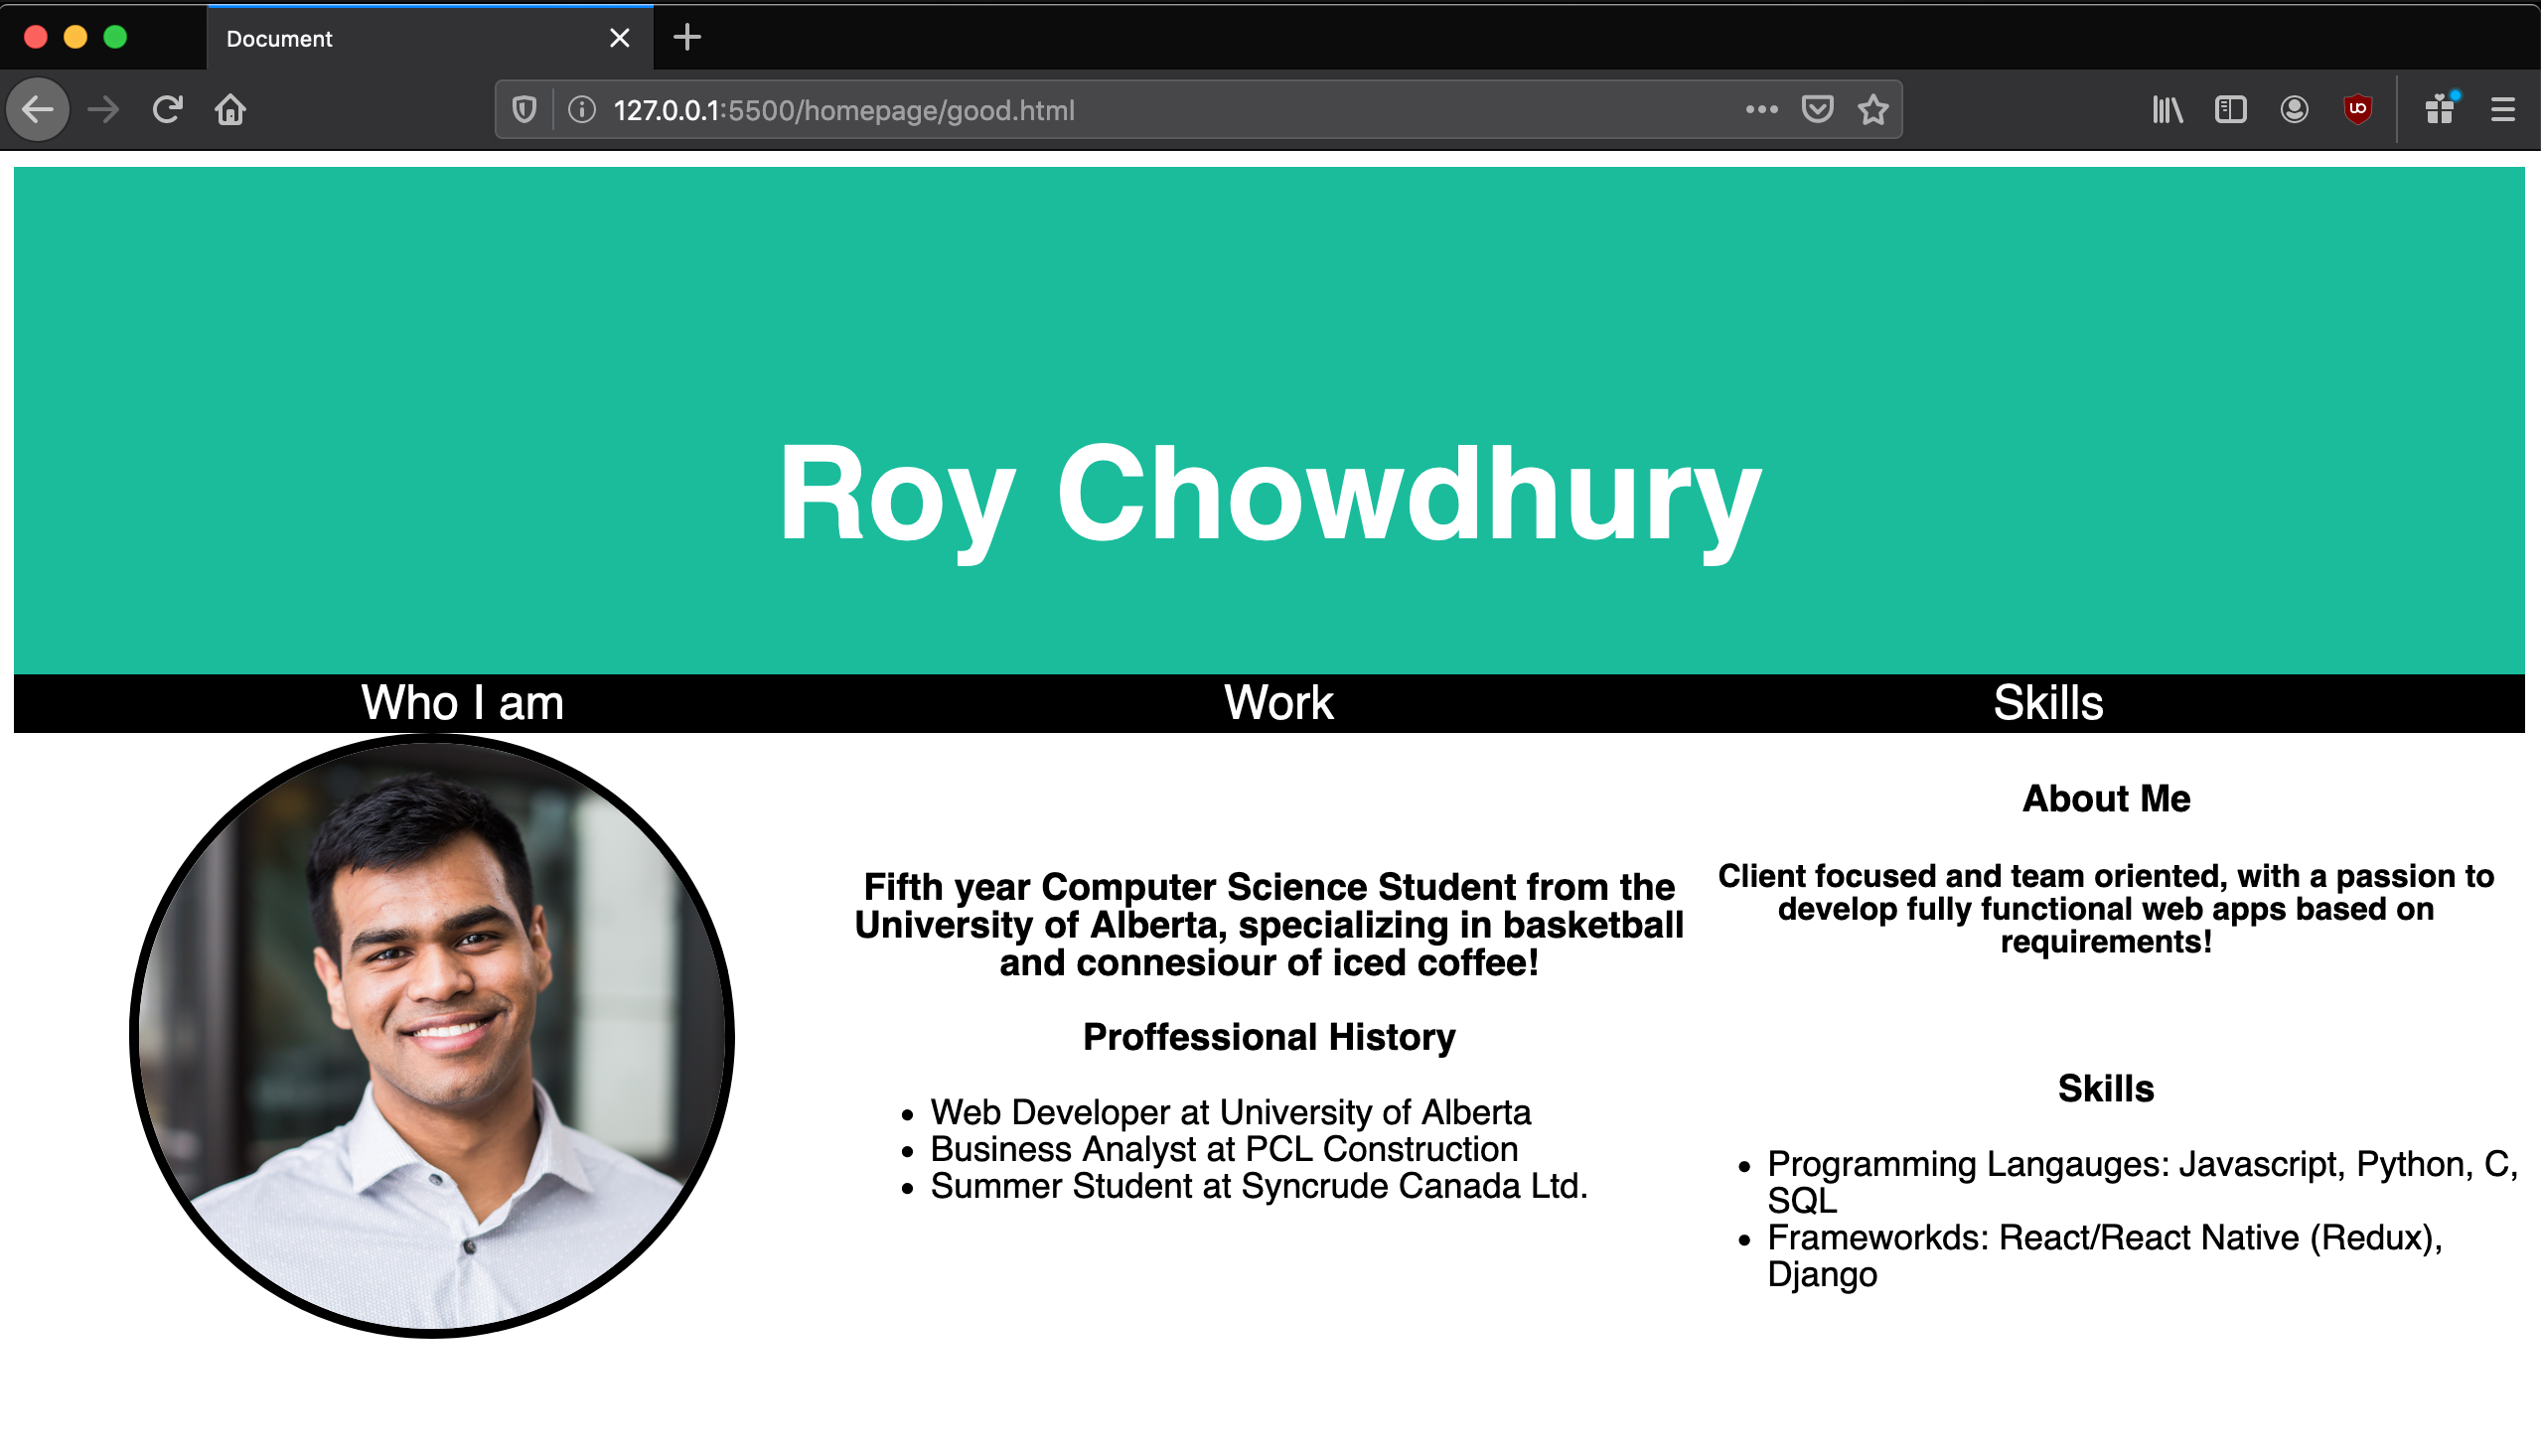 Document
127.0.0.1:5500/homepage/good.html
Roy Chowdhury
Who I am
Work
Skills
Fifth year Computer Science Student from the
University of Alberta, specializing in basketball
and connesiour of iced coffee!
Proffessional History
Web Developer at University of Alberta
Business Analyst at PCL Construction
Summer Student at Syncrude Canada Ltd.
About Me
Client focused and team oriented, with a passion to
develop fully functional web apps based on
requirements!
Skills
Programming Langauges: Javascript, Python, C,
SQL
Frameworkds: React/React Native (Redux),
Django